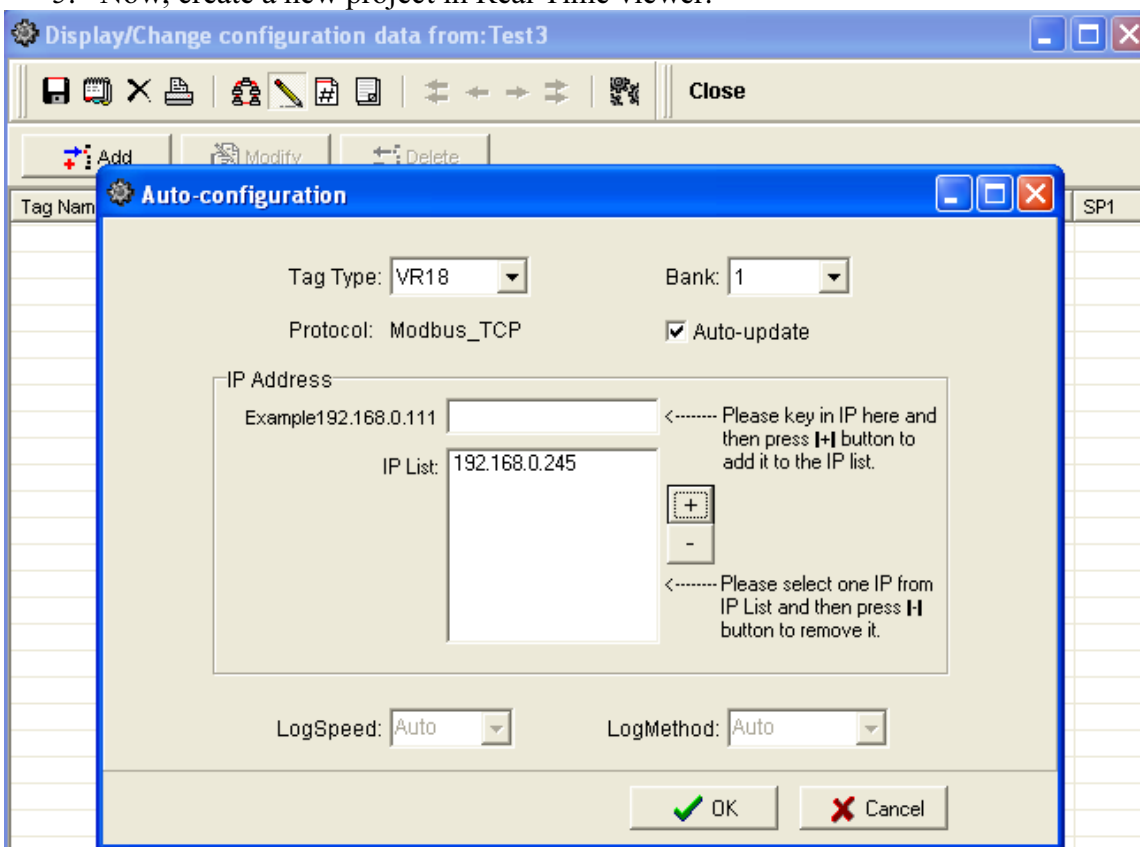 5. Now, create a new project in Real Time viewer.
Display/Change configuration data from:Test3
Close
Add Modify Delete
Tag Nam SP1
Auto-configuration
Tag Type: VR18 Bank: 1
Protocol: Modbus_TCP Auto-update
IP Address
Example192.168.0.111 <-------- Please key in IP here and
then press |+| button to
add it to the IP list.
IP List: 192.168.0.245
+
-
<-------- Please select one IP from
IP List and then press |-|
button to remove it.
LogSpeed: Auto LogMethod: Auto
OK Cancel